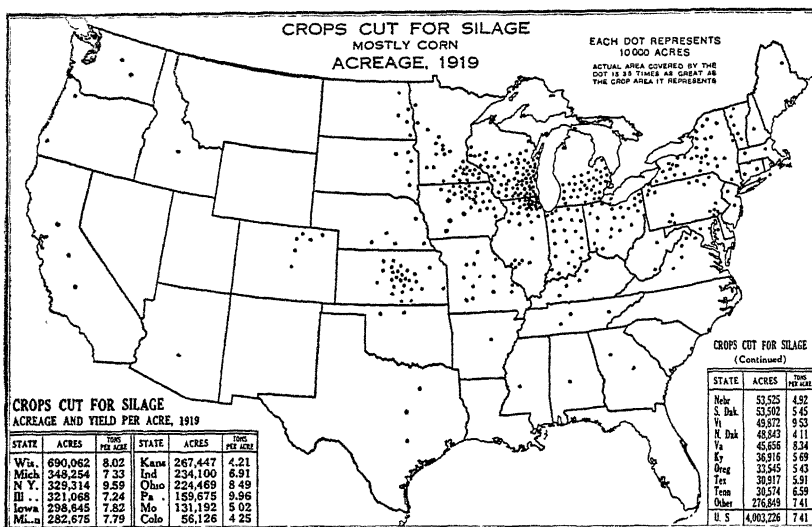 CROPS CUT FOR SILAGE
MOSTLY CORN
ACREAGE, 1919
EACH DOT REPRESENTS
10000 ACRES
ACTUAL AREA COVERED BY THE
DOT IS 35 TIMES AS GREAT AS
THE CROP AREA IT REPRESENTS
CROPS CUT FOR SILAGE
ACREAGE AND YIELD PER ACRE, 1919
STATE ACRES TONS PER ACRE STATE ACRES TONS PER ACRE
Wis. 690,062 8.02 Kans 267,447 4.21
Mich 348,254 7 33 Ind 234,100 6.91
N Y. 329,314 9.59 Ohio 224,469 8 49
Ill . . 321,068 7.24 Pa . 159,675 9.96
Iowa 298,645 7.82 Mo 131,192 5 02
Minn 282,675 7.79 Colo 56,126 4 25
CROPS CUT FOR SILAGE
(Continued)
STATE ACRES TONS PER ACRE
Nebr 53,525 4.92
S. Dak. 53,502 5 45
Vt 49,872 9 53
N. Dak 48,843 4 11
Va 45,656 8.34
Ky 36,916 5 69
Oreg 33,545 5 43
Tex 30,917 5.91
Tenn 30,574 6.59
Other 276,849 7 41
U. S 4,003,226 7.41